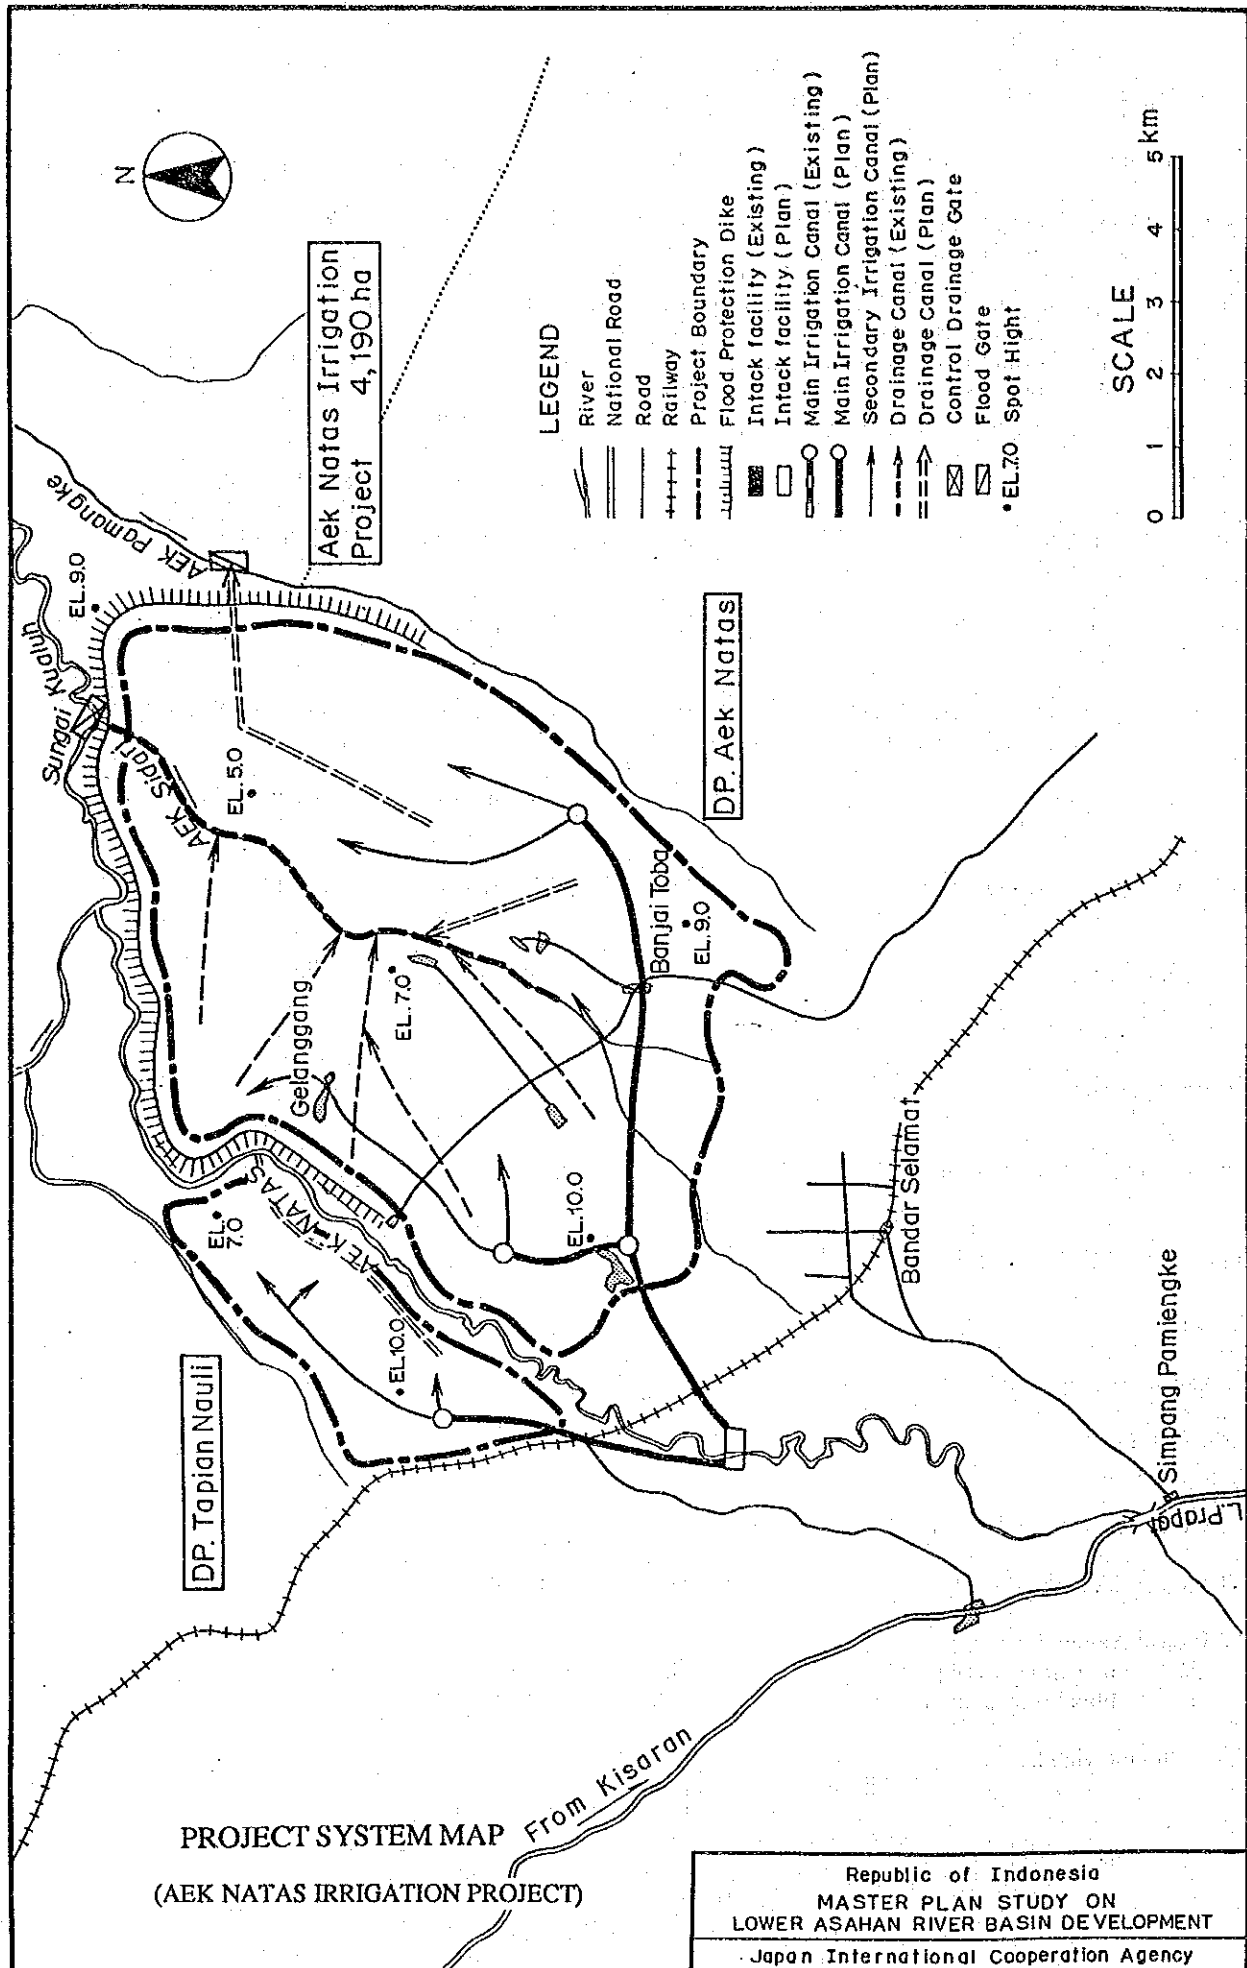 N
Aek Natas Irrigation
Project 4,190 ha
LEGEND
River
National Road
Road
Railway
Project Boundary
Flood Protection Dike
Intack facility (Existing)
Intack facility (Plan)
Main Irrigation Canal (Existing)
Main Irrigation Canal (Plan)
Secondary Irrigation Canal (Plan)
Drainage Canal (Existing)
Drainage Canal (Plan)
Control Drainage Gate
Flood Gate
• EL.7.0 Spot Hight
SCALE
0 1 2 3 4 5 km
AEK Pamangke
EL.9.0
Sungai Kualuh
AEK Sidari
EL.5.0
DP. Aek Natas
Banjai Toba
EL.9.0
EL.7.0
Gelanggang
EL.10.0
EL.
7.0
AEK NATAS
EL.10.0
DP. Tapian Nauli
Bandar Selamat
Simpang Pamiengke
L.Prapat
From Kisaran
PROJECT SYSTEM MAP
(AEK NATAS IRRIGATION PROJECT)
Republic of Indonesia
MASTER PLAN STUDY ON
LOWER ASAHAN RIVER BASIN DEVELOPMENT
Japan International Cooperation Agency